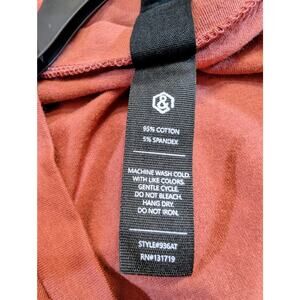 &
95% COTTON
5% SPANDEX
MACHINE WASH COLD.
WITH LIKE COLORS.
GENTLE CYCLE.
DO NOT BLEACH.
HANG DRY.
DO NOT IRON.
STYLE#936AT
RN#131719